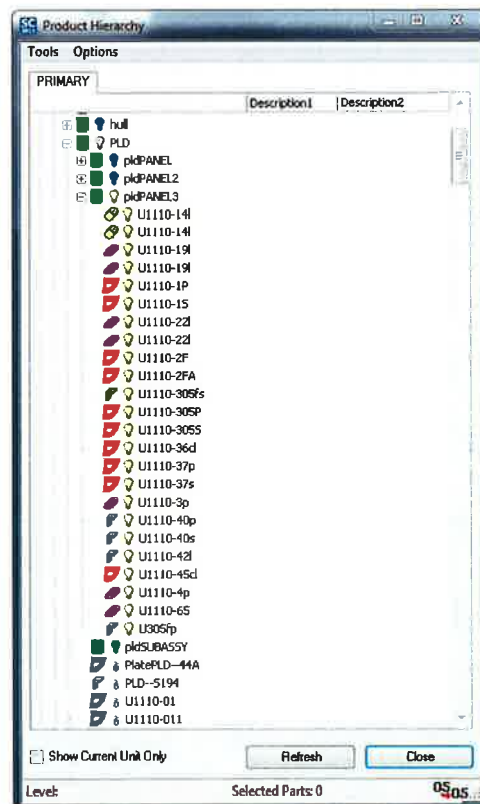 SC Product Hierarchy
Tools Options
PRIMARY
Description1 Description2
hull
PLD
pldPANEL
pldPANEL2
pldPANEL3
U1110-14l
U1110-14l
U1110-19l
U1110-19l
U1110-1P
U1110-1S
U1110-22l
U1110-22l
U1110-2F
U1110-2FA
U1110-305fs
U1110-305P
U1110-305S
U1110-36d
U1110-37p
U1110-37s
U1110-3p
U1110-40p
U1110-40s
U1110-42l
U1110-45cl
U1110-4p
U1110-6S
U305fp
pldSUBASSY
PlatePLD--44A
PLD--5194
U1110-01
U1110-011
Show Current Unit Only Refresh Close
Level: Selected Parts: 0 OSOS...